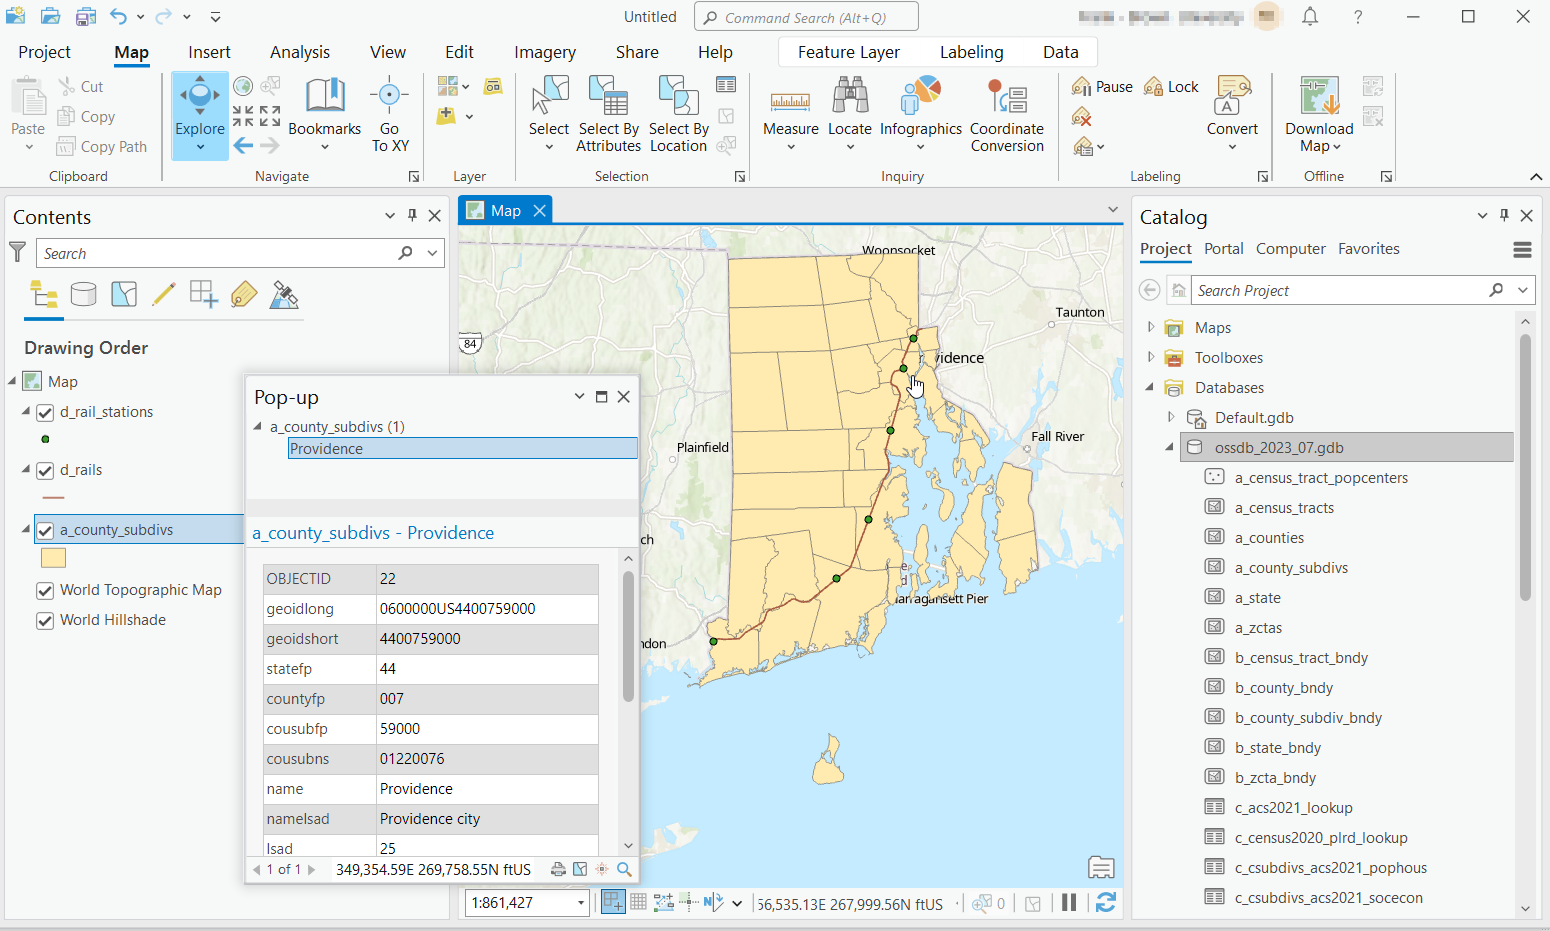 Untitled
Command Search (Alt+Q)
?
Project
Map
Insert
Analysis
View
Edit
Imagery
Share
Help
Feature Layer
Labeling
Data
Paste
Cut
Copy
Copy Path
Clipboard
Explore
Bookmarks
Go
To XY
Navigate
Layer
Select
Select By
Attributes
Select By
Location
Selection
Measure
Locate
Infographics
Coordinate
Conversion
Inquiry
Pause
Lock
Convert
Labeling
Download
Map
Offline
Contents
Search
Drawing Order
Map
d_rail_stations
d_rails
a_county_subdivs
World Topographic Map
World Hillshade
Map
Woonsocket
Taunton
84
vidence
Plainfield
Fall River
ch
arragansett Pier
ndon
Pop-up
a_county_subdivs (1)
Providence
a_county_subdivs - Providence
OBJECTID 22
geoidlong 0600000US4400759000
geoidshort 4400759000
statefp 44
countyfp 007
cousubfp 59000
cousubns 01220076
name Providence
namelsad Providence city
lsad 25
1 of 1
349,354.59E 269,758.55N ftUS
1:861,427
56,535.13E 267,999.56N ftUS
0
Catalog
Project
Portal
Computer
Favorites
Search Project
Maps
Toolboxes
Databases
Default.gdb
ossdb_2023_07.gdb
a_census_tract_popcenters
a_census_tracts
a_counties
a_county_subdivs
a_state
a_zctas
b_census_tract_bndy
b_county_bndy
b_county_subdiv_bndy
b_state_bndy
b_zcta_bndy
c_acs2021_lookup
c_census2020_plrd_lookup
c_csubdivs_acs2021_pophous
c_csubdivs_acs2021_socecon